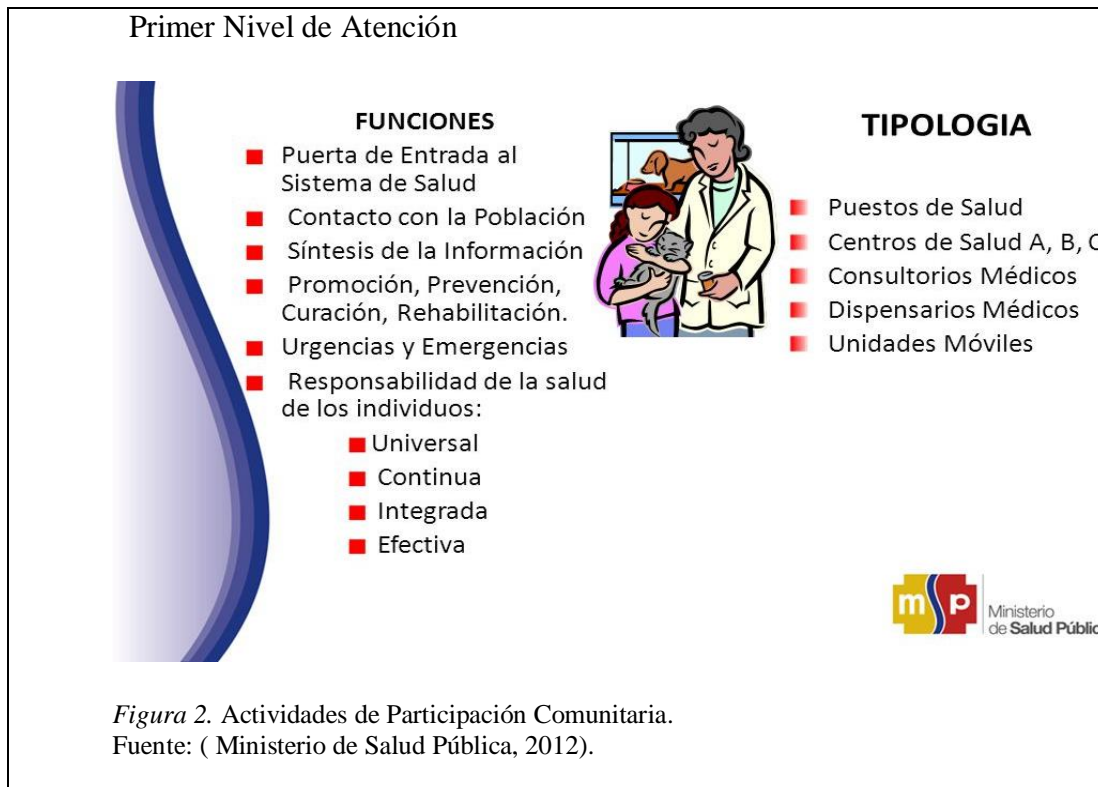 Primer Nivel de Atención
FUNCIONES
Puerta de Entrada al
Sistema de Salud
Contacto con la Población
Síntesis de la Información
Promoción, Prevención,
Curación, Rehabilitación.
Urgencias y Emergencias
Responsabilidad de la salud
de los individuos:
Universal
Continua
Integrada
Efectiva
TIPOLOGIA
Puestos de Salud
Centros de Salud A, B, C
Consultorios Médicos
Dispensarios Médicos
Unidades Móviles
msp
Ministerio
de Salud Públic
Figura 2. Actividades de Participación Comunitaria.
Fuente: ( Ministerio de Salud Pública, 2012).